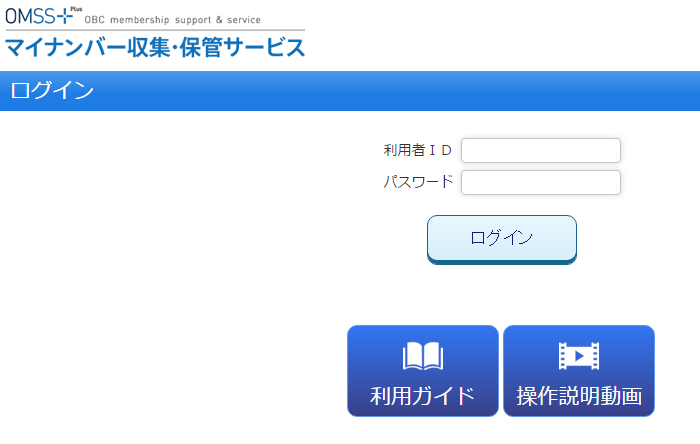 OMSS+ Plus OBC membership support & service
マイナンバー収集・保管サービス
ログイン
利用者ＩＤ
パスワード
ログイン
利用ガイド
操作説明動画